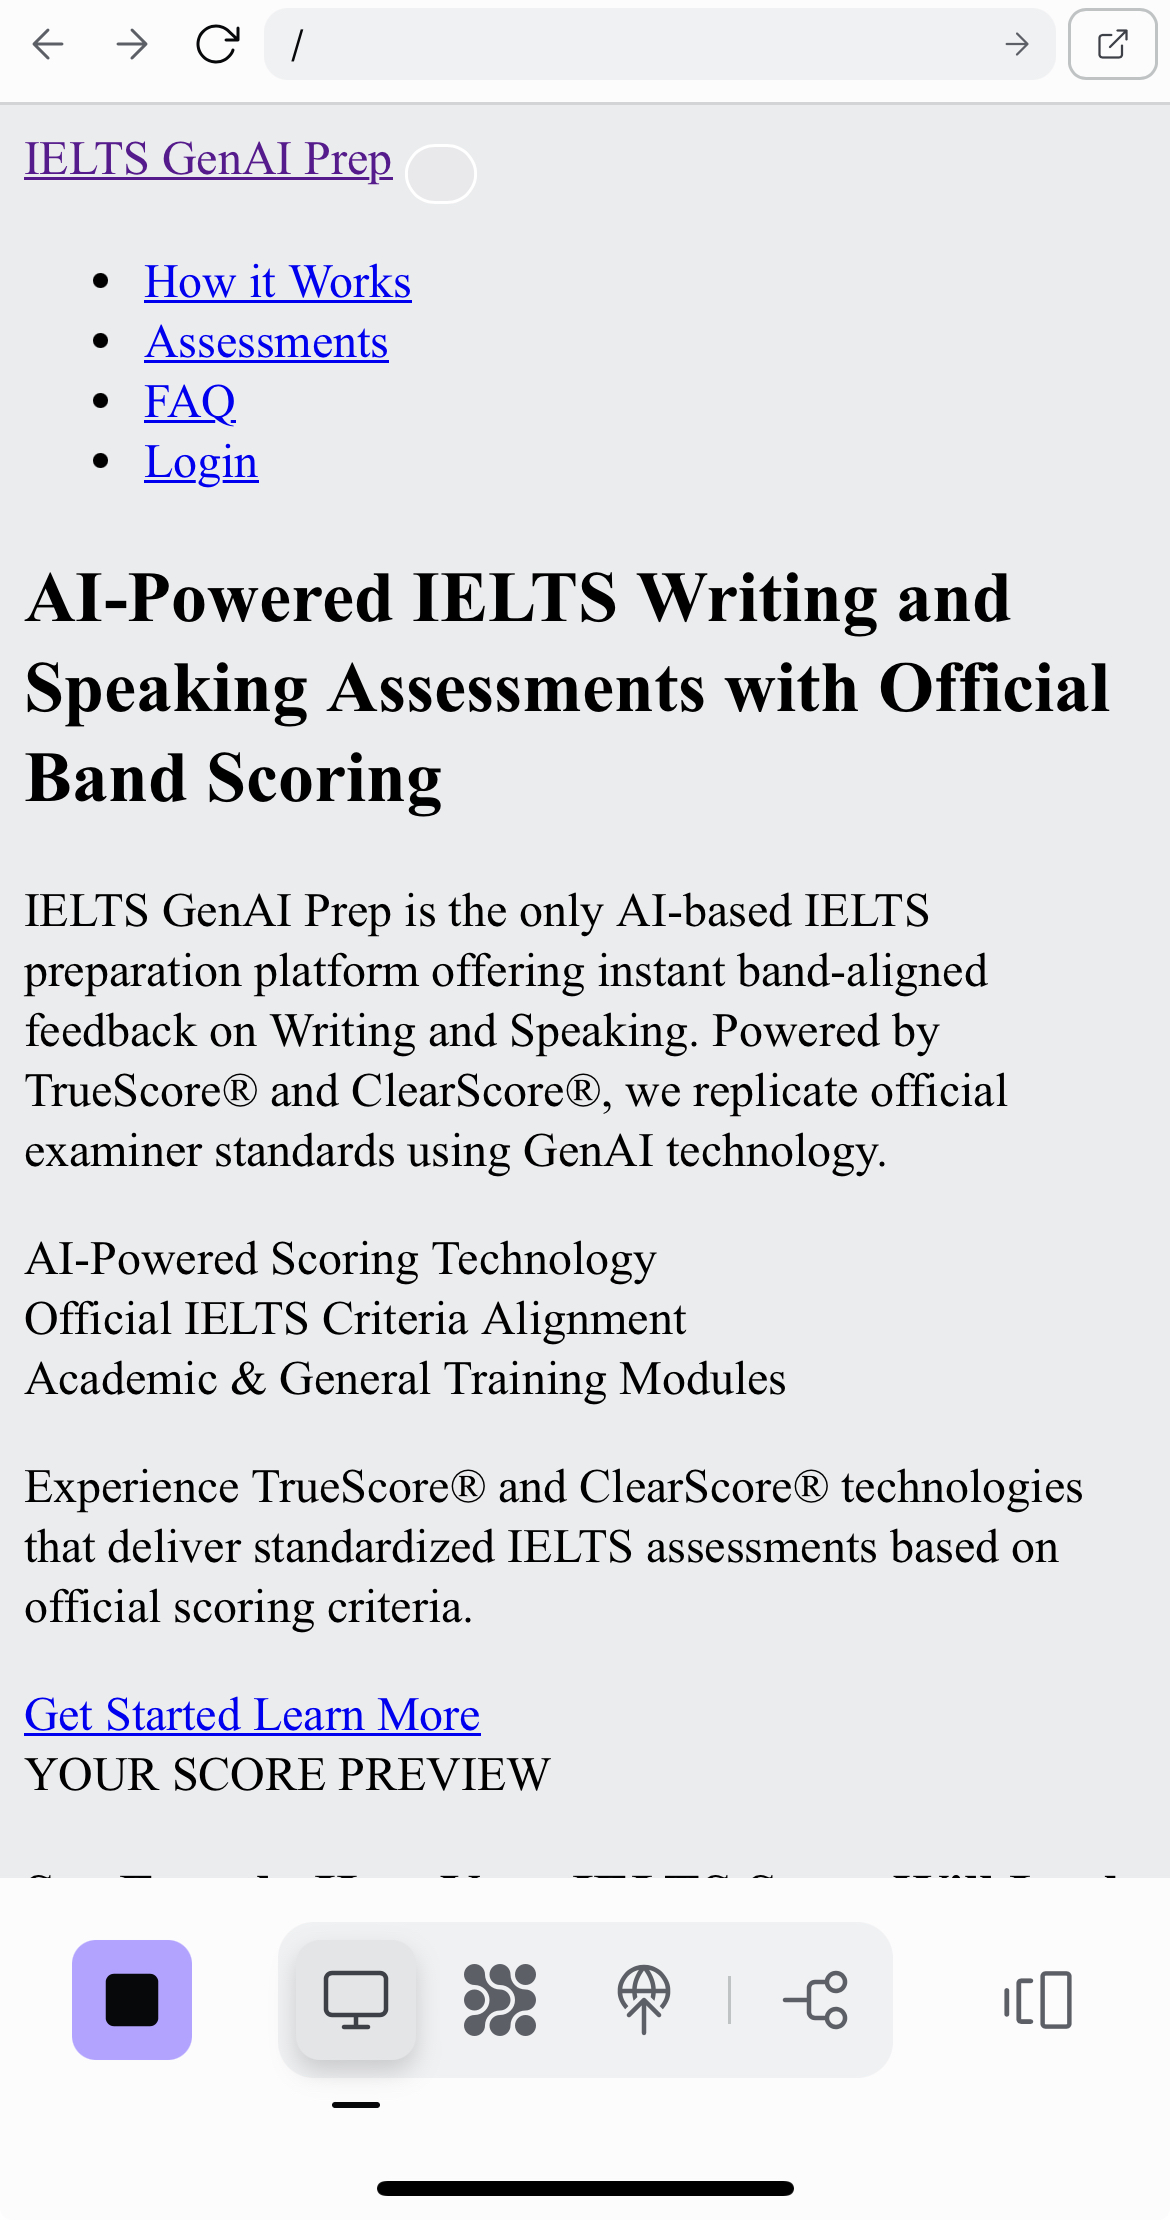 /
IELTS GenAI Prep
How it Works
Assessments
FAQ
Login
AI-Powered IELTS Writing and
Speaking Assessments with Official
Band Scoring
IELTS GenAI Prep is the only AI-based IELTS
preparation platform offering instant band-aligned
feedback on Writing and Speaking. Powered by
TrueScore® and ClearScore®, we replicate official
examiner standards using GenAI technology.
AI-Powered Scoring Technology
Official IELTS Criteria Alignment
Academic & General Training Modules
Experience TrueScore® and ClearScore® technologies
that deliver standardized IELTS assessments based on
official scoring criteria.
Get Started Learn More
YOUR SCORE PREVIEW